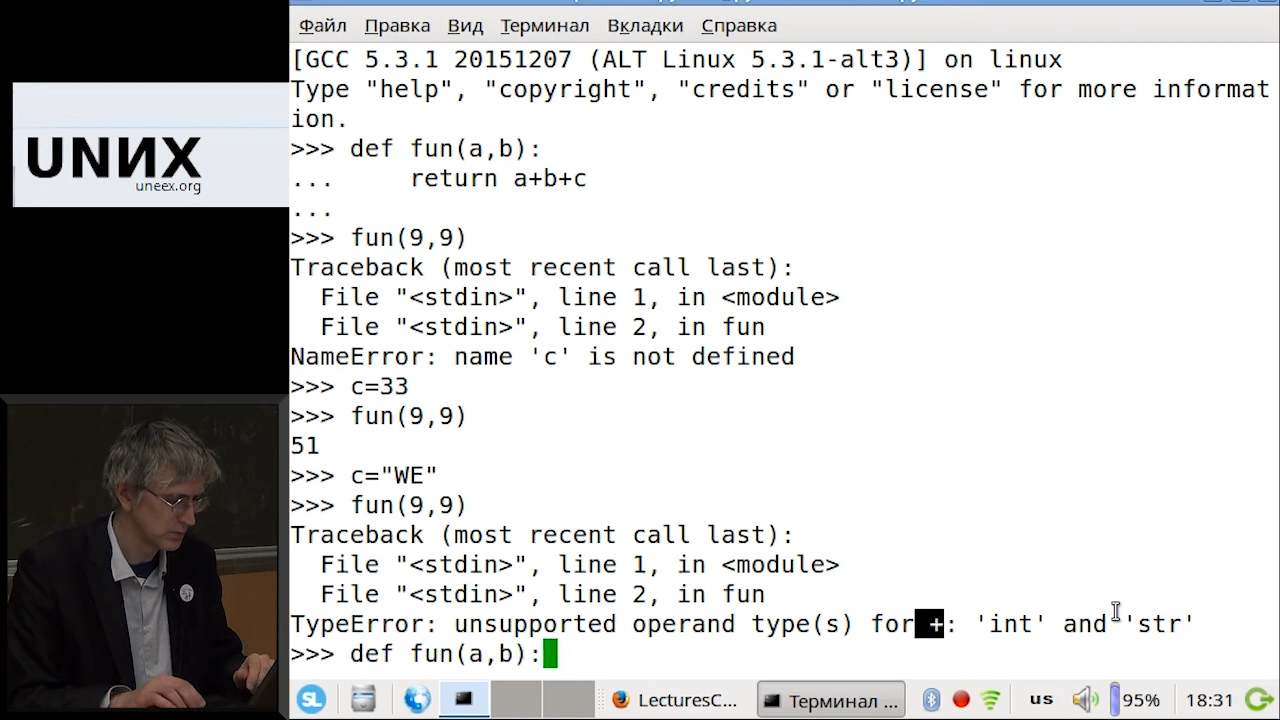 Файл Правка Вид Терминал Вкладки Справка
[GCC 5.3.1 20151207 (ALT Linux 5.3.1-alt3)] on linux
Type "help", "copyright", "credits" or "license" for more informat
ion.
>>> def fun(a,b):
...     return a+b+c
...
>>> fun(9,9)
Traceback (most recent call last):
  File "<stdin>", line 1, in <module>
  File "<stdin>", line 2, in fun
NameError: name 'c' is not defined
>>> c=33
>>> fun(9,9)
51
>>> c="WE"
>>> fun(9,9)
Traceback (most recent call last):
  File "<stdin>", line 1, in <module>
  File "<stdin>", line 2, in fun
TypeError: unsupported operand type(s) for +: 'int' and 'str'
>>> def fun(a,b):
UNИX
uneex.org
SL
LecturesC...
Терминал ...
us
95%
18:31